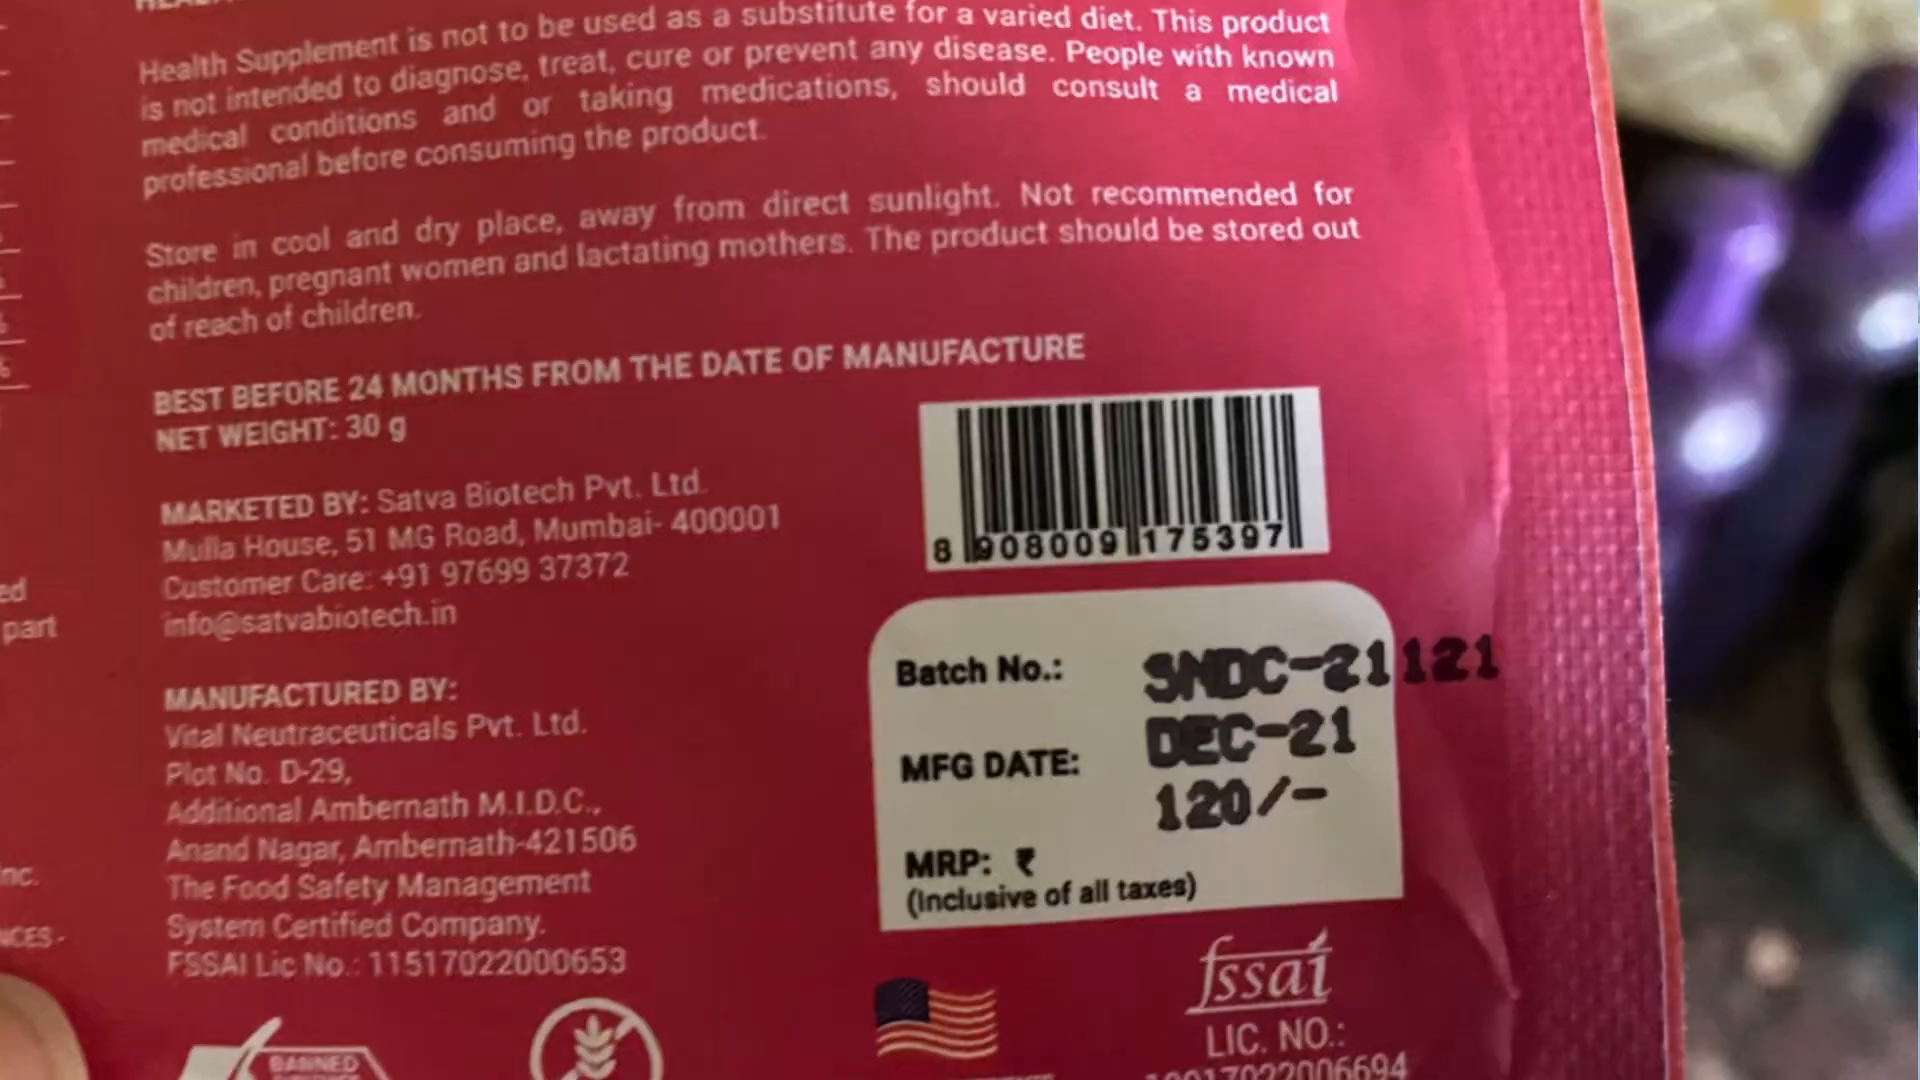 Health Supplement is not to be used as a substitute for a varied diet. This product
is not intended to diagnose, treat, cure or prevent any disease. People with known
medical conditions and or taking medications, should consult a medical
professional before consuming the product.
Store in cool and dry place, away from direct sunlight. Not recommended for
children, pregnant women and lactating mothers. The product should be stored out
of reach of children.
BEST BEFORE 24 MONTHS FROM THE DATE OF MANUFACTURE
NET WEIGHT: 30 g
MARKETED BY: Satva Biotech Pvt. Ltd.
Mulla House, 51 MG Road, Mumbai- 400001
Customer Care: +91 97699 37372
info@satvabiotech.in
8 908009 175397
part
MANUFACTURED BY:
Vital Neutraceuticals Pvt. Ltd.
Plot No. D-29,
Additional Ambernath M.I.D.C.,
Anand Nagar, Ambernath-421506
The Food Safety Management
System Certified Company.
FSSAI Lic No.: 11517022000653
Batch No.: SNDC-21121
MFG DATE: DEC-21
120/-
MRP: ₹
(Inclusive of all taxes)
fssai
LIC. NO.:
BANNED